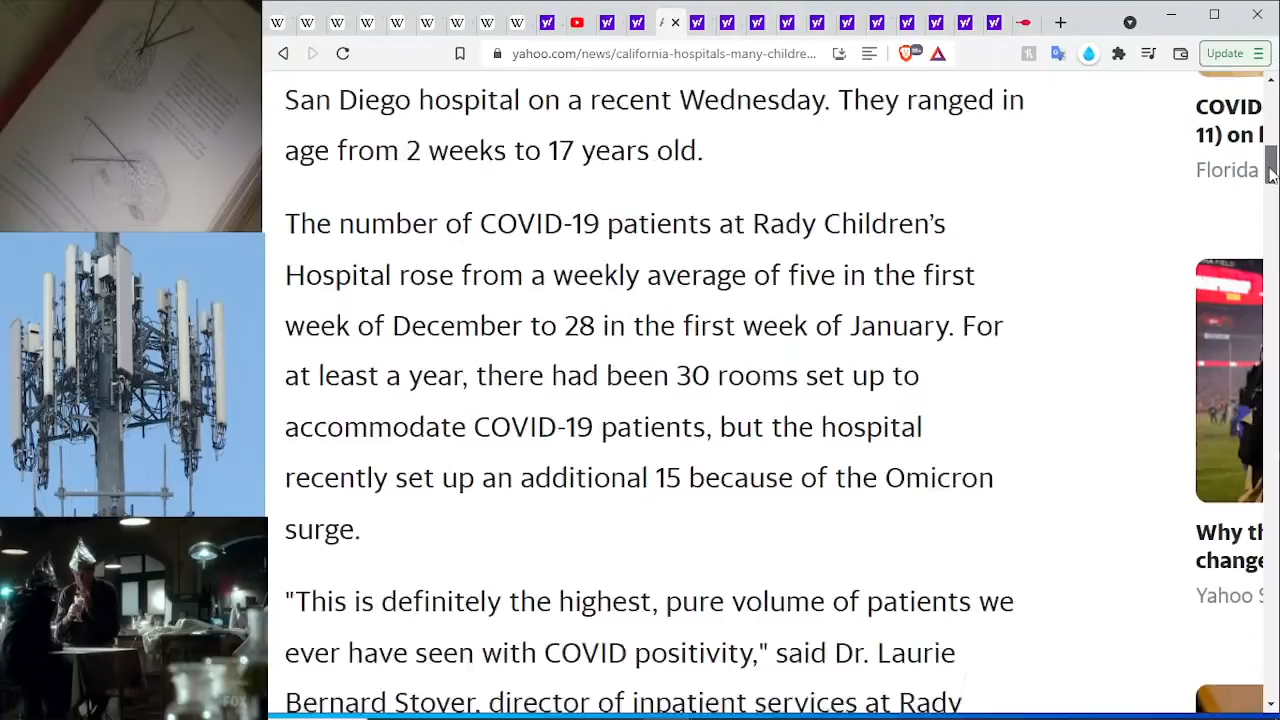 yahoo.com/news/california-hospitals-many-childre...
Update
San Diego hospital on a recent Wednesday. They ranged in
age from 2 weeks to 17 years old.
The number of COVID-19 patients at Rady Children's
Hospital rose from a weekly average of five in the first
week of December to 28 in the first week of January. For
at least a year, there had been 30 rooms set up to
accommodate COVID-19 patients, but the hospital
recently set up an additional 15 because of the Omicron
surge.
"This is definitely the highest, pure volume of patients we
ever have seen with COVID positivity," said Dr. Laurie
Bernard Stover, director of inpatient services at Rady
COVID
11) on
Florida
Why th
change
Yahoo S
FOX